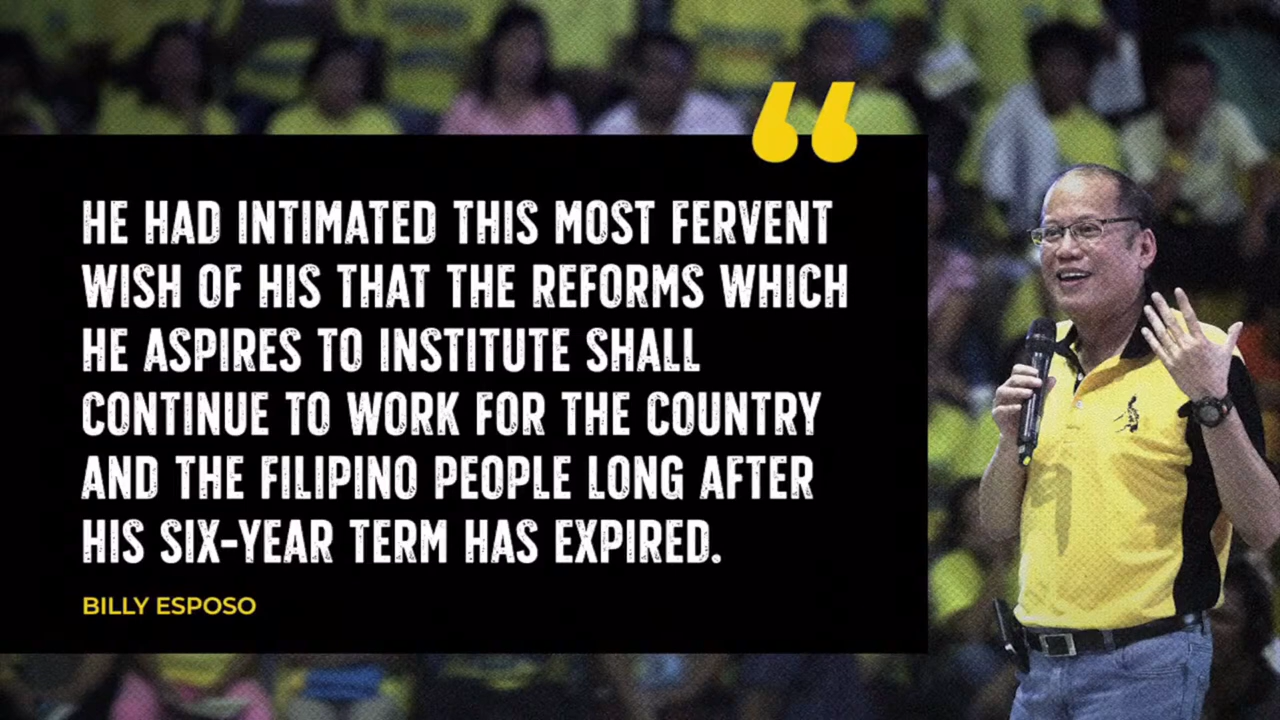 “
HE HAD INTIMATED THIS MOST FERVENT
WISH OF HIS THAT THE REFORMS WHICH
HE ASPIRES TO INSTITUTE SHALL
CONTINUE TO WORK FOR THE COUNTRY
AND THE FILIPINO PEOPLE LONG AFTER
HIS SIX-YEAR TERM HAS EXPIRED.
BILLY ESPOSO